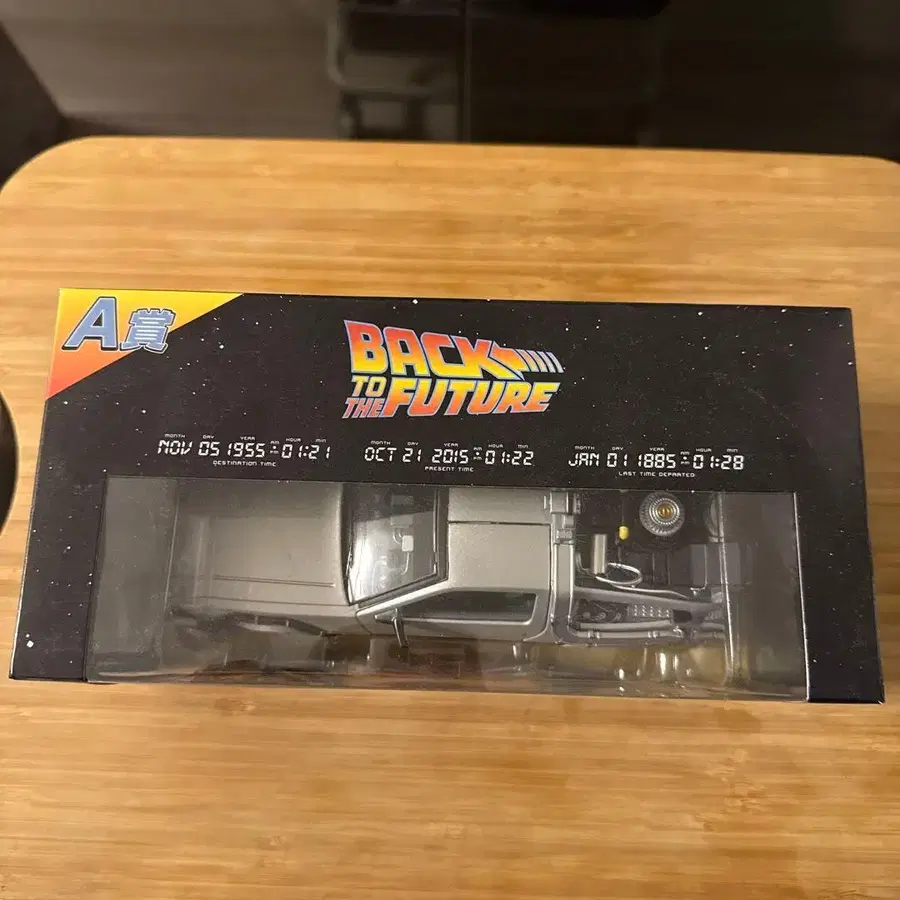 A賞
BACK
TO
THE FUTURE
MONTH DAY YEAR AM HOUR MIN
NOV 05 1955 PM 01:21
DESTINATION TIME
MONTH DAY YEAR AM HOUR MIN
OCT 21 2015 PM 01:22
PRESENT TIME
MONTH DAY YEAR AM HOUR MIN
JAN 01 1885 PM 01:28
LAST TIME DEPARTED